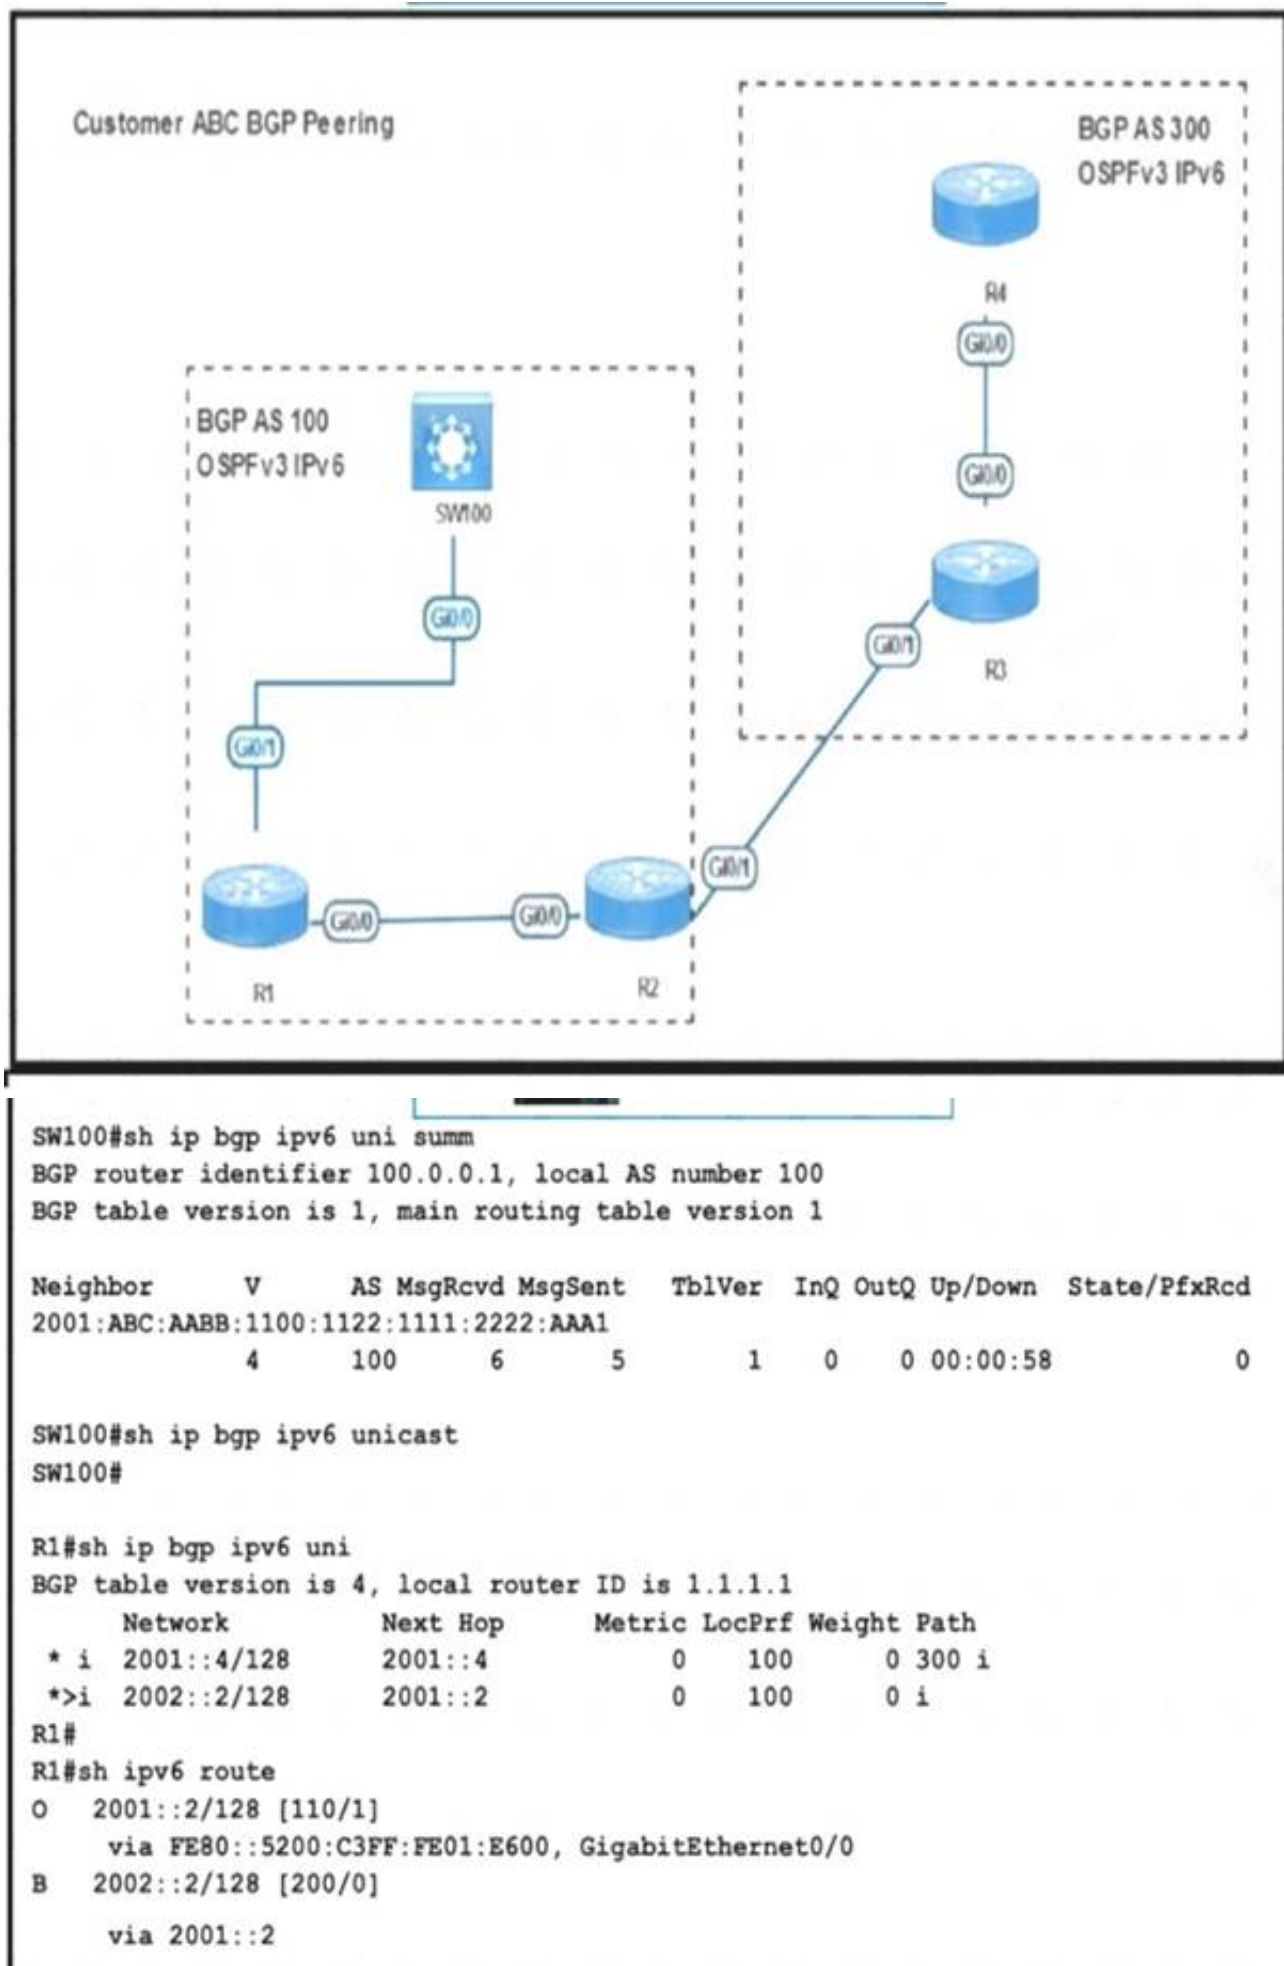 Customer ABC BGP Peering
BGP AS 300
OSPFv3 IPv6
R4
Gi0/0
BGP AS 100
OSPFv3 IPv6
SW100
Gi0/0
Gi0/0
Gi0/1
R3
Gi0/1
Gi0/1
Gi0/0
Gi0/0
R1
R2
SW100#sh ip bgp ipv6 uni summ
BGP router identifier 100.0.0.1, local AS number 100
BGP table version is 1, main routing table version 1
Neighbor V AS MsgRcvd MsgSent TblVer InQ OutQ Up/Down State/PfxRcd
2001:ABC:AABB:1100:1122:1111:2222:AAA1
4 100 6 5 1 0 0 00:00:58 0
SW100#sh ip bgp ipv6 unicast
SW100#
R1#sh ip bgp ipv6 uni
BGP table version is 4, local router ID is 1.1.1.1
Network Next Hop Metric LocPrf Weight Path
* i 2001::4/128 2001::4 0 100 0 300 i
*>i 2002::2/128 2001::2 0 100 0 i
R1#
R1#sh ipv6 route
O 2001::2/128 [110/1]
via FE80::5200:C3FF:FE01:E600, GigabitEthernet0/0
B 2002::2/128 [200/0]
via 2001::2